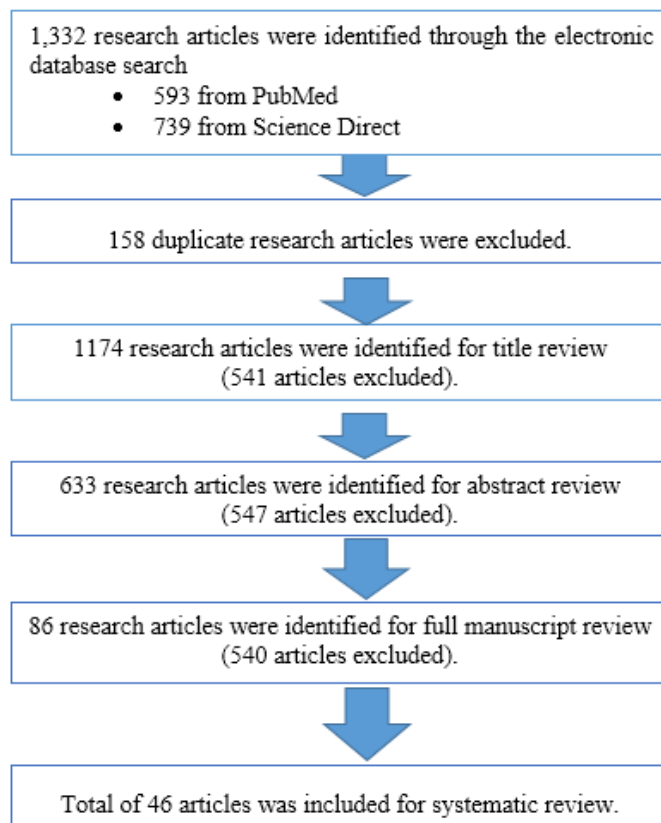 1,332 research articles were identified through the electronic
database search
• 593 from PubMed
• 739 from Science Direct
158 duplicate research articles were excluded.
1174 research articles were identified for title review
(541 articles excluded).
633 research articles were identified for abstract review
(547 articles excluded).
86 research articles were identified for full manuscript review
(540 articles excluded).
Total of 46 articles was included for systematic review.